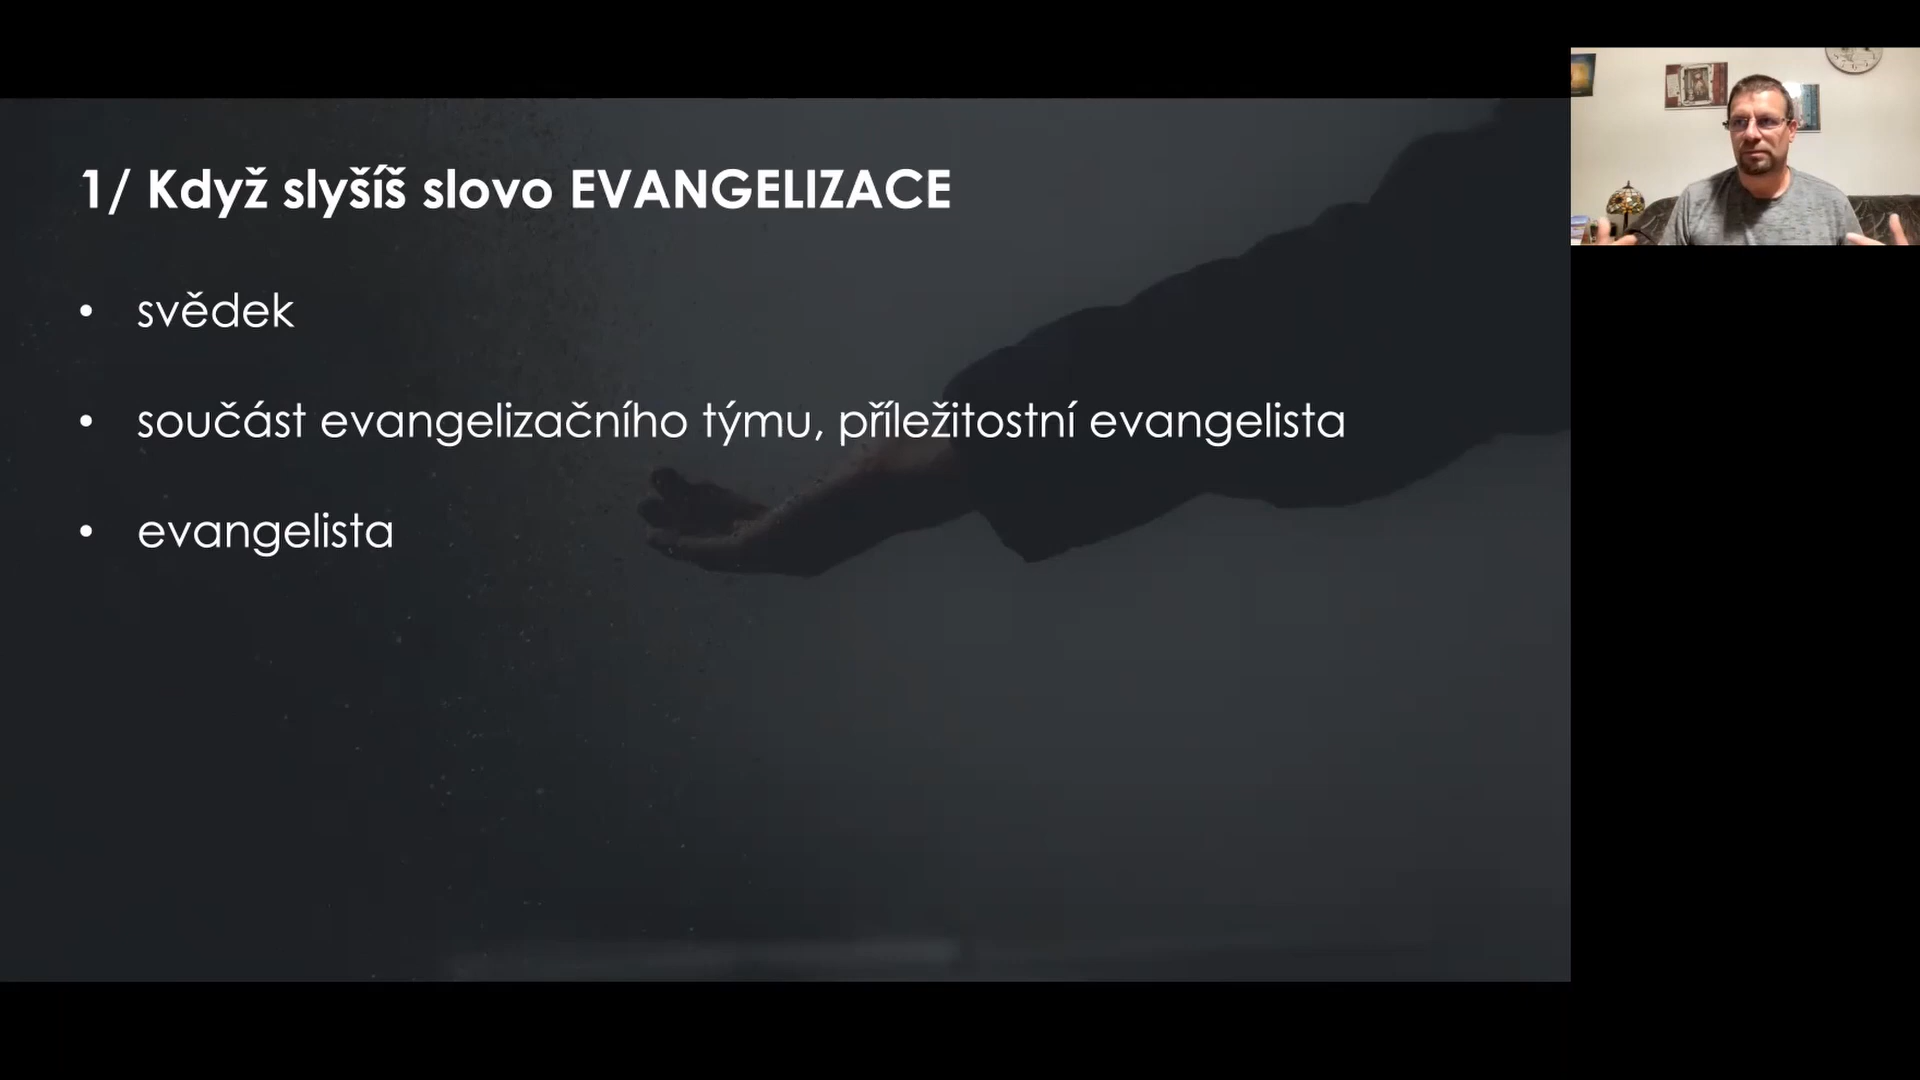 1/ Když slyšíš slovo EVANGELIZACE
• svědek
• součást evangelizačního týmu, příležitostní evangelista
• evangelista